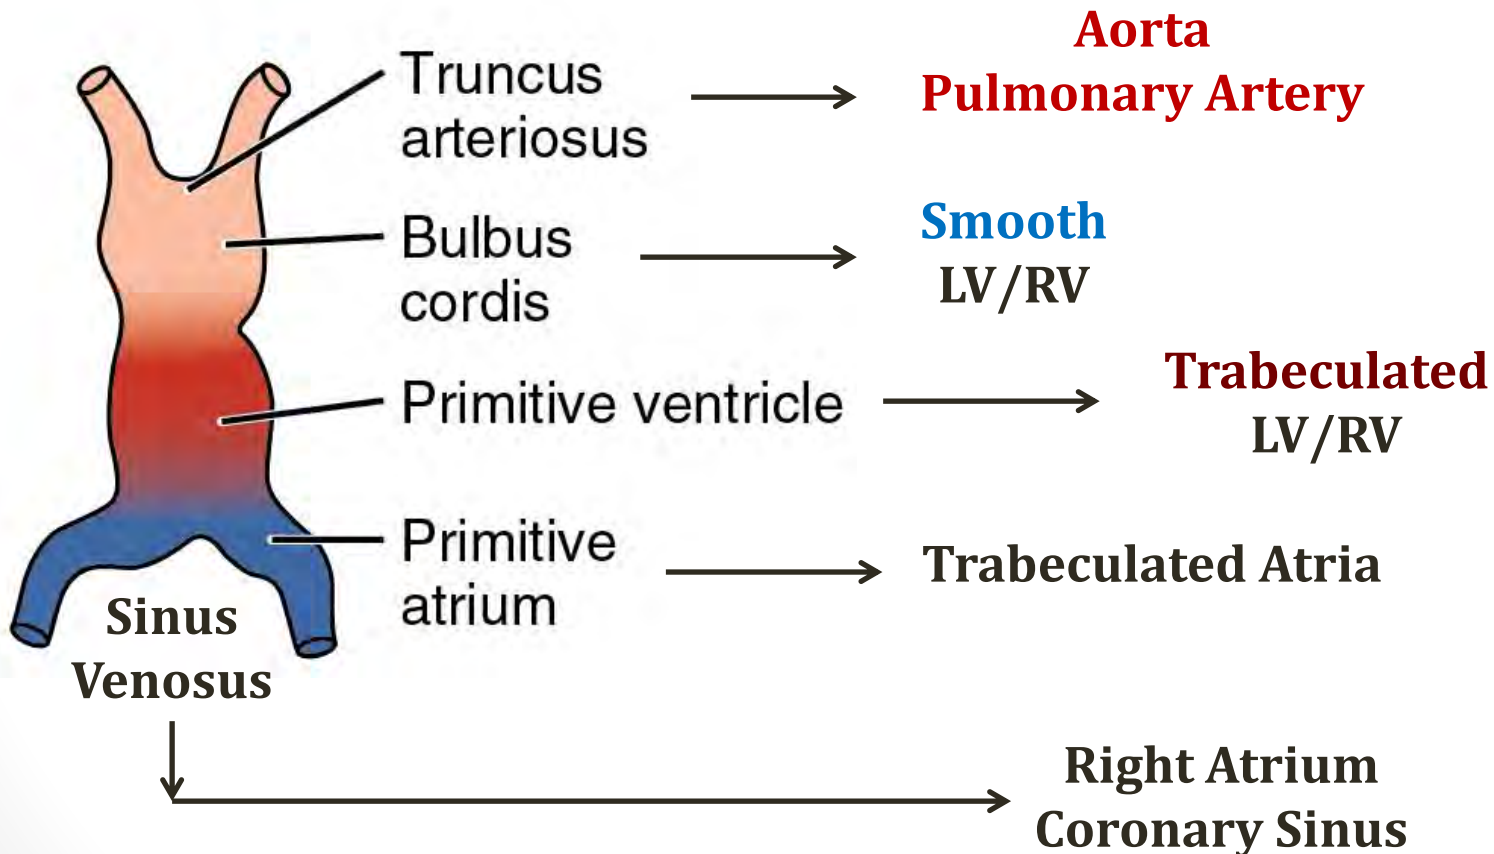 Truncus
arteriosus
Aorta
Pulmonary Artery
Bulbus
cordis
Smooth
LV/RV
Primitive ventricle
Trabeculated
LV/RV
Primitive
atrium
Trabeculated Atria
Sinus
Venosus
Right Atrium
Coronary Sinus